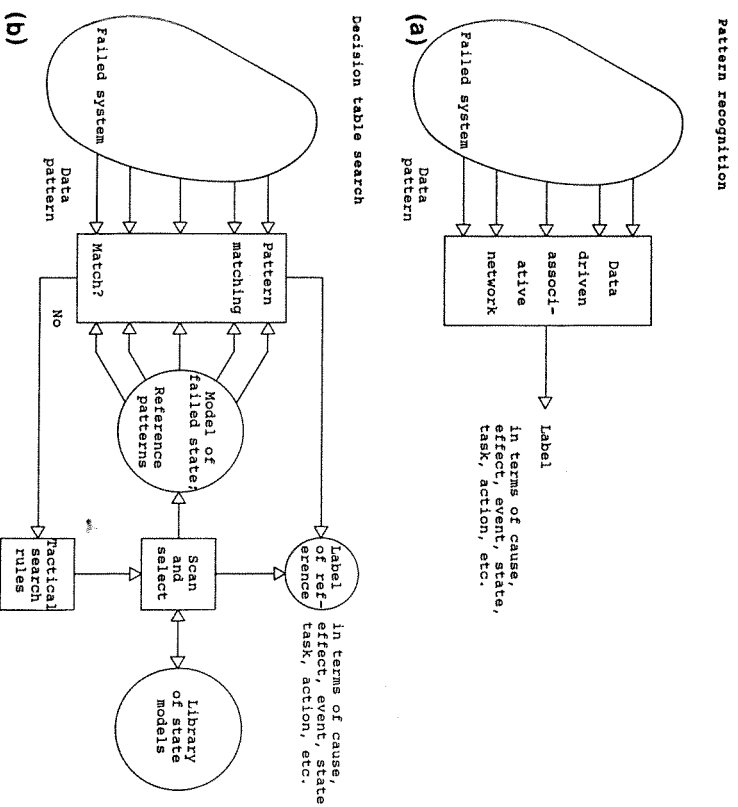 Pattern recognition
Failed system
Data
pattern
Data
driven
associ-
ative
network
Label
in terms of cause,
effect, event, state,
task, action, etc.
(a)
Decision table search
Failed system
Data
pattern
Pattern
matching
Match?
No
Model of
failed state;
Reference
patterns
Label
of ref-
erence
in terms of cause,
effect, event, state
task, action, etc.
Scan
and
select
Tactical
search
rules
Library
of state
models
(b)